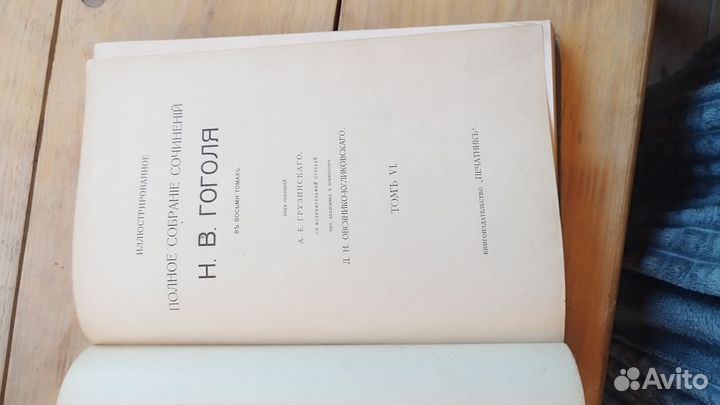 ИЛЛЮСТРИРОВАННОЕ
ПОЛНОЕ СОБРАНІЕ СОЧИНЕНІЙ
Н. В. ГОГОЛЯ
ВЪ ВОСЬМИ ТОМАХЪ.
ПОДЪ РЕДАКЦІЕЙ
А. Е. ГРУЗИНСКАГО.
СО ВСТУПИТЕЛЬНОЙ СТАТЬЕЙ
ПОЧ. АКАДЕМИКА И ПРОФЕССОРА
Д. Н. ОВСЯНИКО-КУЛИКОВСКАГО.
ТОМЪ VI.
КНИГОИЗДАТЕЛЬСТВО „ПЕЧАТНИКЪ“.
Avito